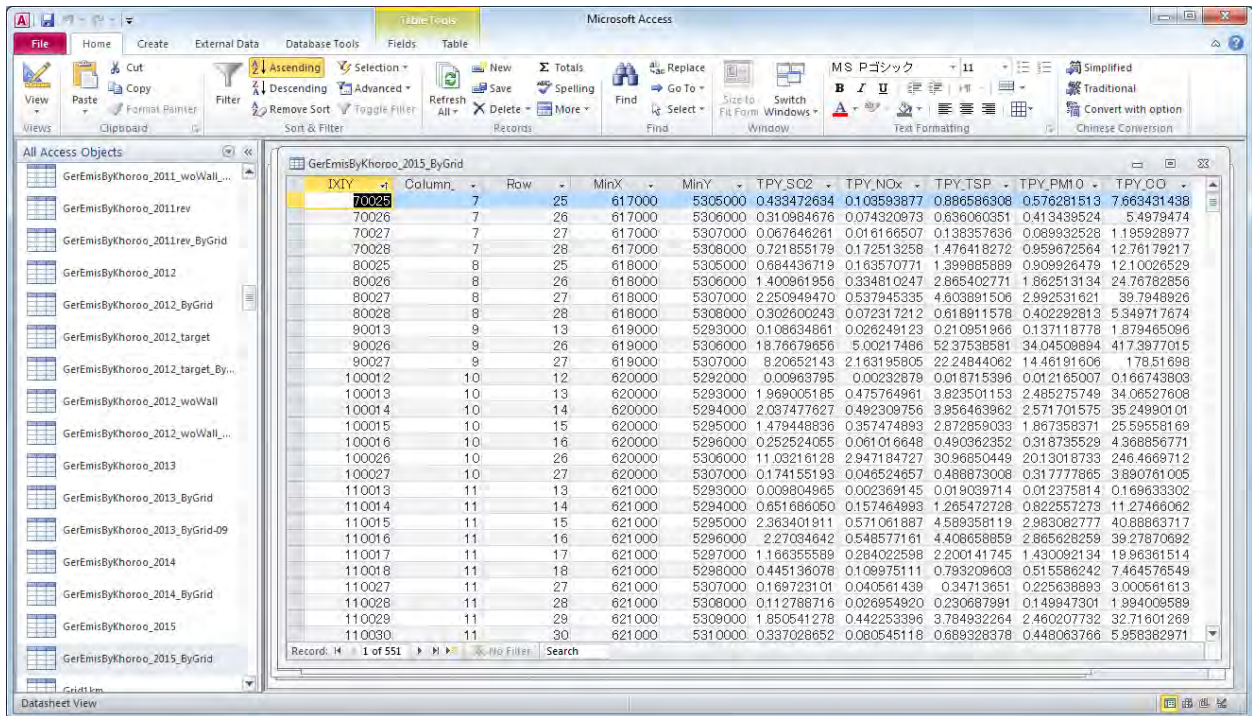 Table Tools
Microsoft Access
File Home Create External Data Database Tools Fields Table
View
Views
Paste
Cut
Copy
Format Painter
Clipboard
Filter
Ascending
Descending
Remove Sort
Selection
Advanced
Toggle Filter
Sort & Filter
Refresh All
New
Save
Delete
Totals
Spelling
More
Records
Find
Replace
Go To
Select
Find
Size to Fit Form
Switch Windows
Window
MS Pゴシック 11
B I U
Text Formatting
Simplified
Traditional
Convert with option
Chinese Conversion
All Access Objects
GerEmisByKhoroo_2011_woWall_...
GerEmisByKhoroo_2011rev
GerEmisByKhoroo_2011rev_ByGrid
GerEmisByKhoroo_2012
GerEmisByKhoroo_2012_ByGrid
GerEmisByKhoroo_2012_target
GerEmisByKhoroo_2012_target_By...
GerEmisByKhoroo_2012_woWall
GerEmisByKhoroo_2012_woWall_...
GerEmisByKhoroo_2013
GerEmisByKhoroo_2013_ByGrid
GerEmisByKhoroo_2013_ByGrid-09
GerEmisByKhoroo_2014
GerEmisByKhoroo_2014_ByGrid
GerEmisByKhoroo_2015
GerEmisByKhoroo_2015_ByGrid
Grid1km
GerEmisByKhoroo_2015_ByGrid
IXIY Column_ Row MinX MinY TPY_SO2 TPY_NOx TPY_TSP TPY_PM10 TPY_CO
70025 7 25 617000 5305000 0.433472634 0.103593877 0.886586308 0.576281513 7.663431438
70026 7 26 617000 5306000 0.310984676 0.074320973 0.636060351 0.413439524 5.4979474
70027 7 27 617000 5307000 0.067646261 0.016166507 0.138357636 0.089932528 1.195928977
70028 7 28 617000 5308000 0.721855179 0.172513258 1.476418272 0.959672564 12.76179217
80025 8 25 618000 5305000 0.684436719 0.163570771 1.399885889 0.909926479 12.10026529
80026 8 26 618000 5306000 1.400961956 0.334810247 2.865402771 1.862513134 24.76782856
80027 8 27 618000 5307000 2.250949470 0.537945335 4.603891506 2.992531621 39.7948926
80028 8 28 618000 5308000 0.302600243 0.072317212 0.618911578 0.402292813 5.349717674
90013 9 13 619000 5293000 0.108634861 0.026249123 0.210951966 0.137118778 1.879465096
90026 9 26 619000 5306000 18.76679656 5.00217486 52.37538581 34.04509894 417.3977015
90027 9 27 619000 5307000 8.20652143 2.163195805 22.24844062 14.46191606 178.51698
100012 10 12 620000 5292000 0.00963795 0.00232879 0.018715396 0.012165007 0.166743803
100013 10 13 620000 5293000 1.969005185 0.475764961 3.823501153 2.485275749 34.06527608
100014 10 14 620000 5294000 2.037477627 0.492309756 3.956463962 2.571701575 35.24990101
100015 10 15 620000 5295000 1.479448836 0.357474893 2.872859033 1.867358371 25.59558169
100016 10 16 620000 5296000 0.252524055 0.061016648 0.490362352 0.318735529 4.368856771
100026 10 26 620000 5306000 11.03216128 2.947184727 30.96850449 20.13018733 246.4669712
100027 10 27 620000 5307000 0.174155193 0.046524657 0.488873008 0.317777865 3.890761005
110013 11 13 621000 5293000 0.009804965 0.002369145 0.019039714 0.012375814 0.169633302
110014 11 14 621000 5294000 0.651686050 0.157464993 1.265472728 0.822557273 11.27466062
110015 11 15 621000 5295000 2.363401911 0.571061887 4.589358119 2.983082777 40.88863717
110016 11 16 621000 5296000 2.27034642 0.548577161 4.408658859 2.865628259 39.27870692
110017 11 17 621000 5297000 1.166355589 0.284022598 2.200141745 1.430092134 19.96361514
110018 11 18 621000 5298000 0.445136078 0.109975111 0.793209603 0.515586242 7.464576549
110027 11 27 621000 5307000 0.169723101 0.040561439 0.34713651 0.225638893 3.000561613
110028 11 28 621000 5308000 0.112788716 0.026954920 0.230687991 0.149947301 1.994009589
110029 11 29 621000 5309000 1.850541278 0.442253396 3.784932264 2.460207732 32.71601269
110030 11 30 621000 5310000 0.337028652 0.080545118 0.689328378 0.448063766 5.958382971
Record: 1 of 551 No Filter Search
Datasheet View